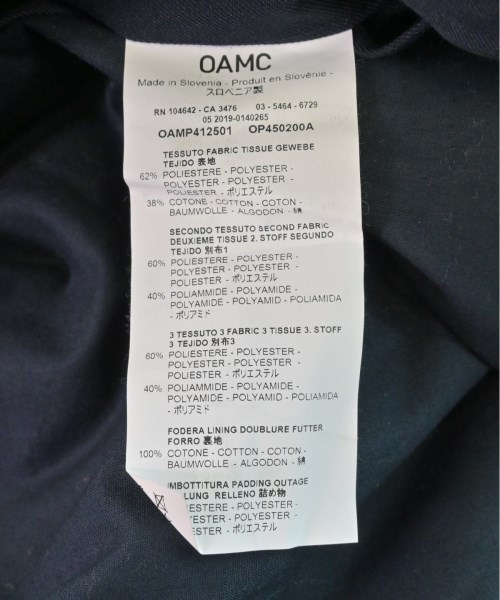 OAMC
Made in Slovenia - Produit en Slovénie -
スロベニア製
RN 104642 - CA 3476 03 - 5464 - 6729
05 2019-0140265
OAMP412501 OP450200A
TESSUTO FABRIC TISSUE GEWEBE
TEJIDO 表地
62% POLIESTERE - POLYESTER -
POLYESTER - POLYESTER -
POLIESTER - ポリエステル
38% COTONE - COTTON - COTON -
BAUMWOLLE - ALGODON - 綿
SECONDO TESSUTO SECOND FABRIC
DEUXIEME TISSUE 2. STOFF SEGUNDO
TEJIDO 別布1
60% POLIESTERE - POLYESTER -
POLYESTER - POLYESTER -
POLIESTER - ポリエステル
40% POLIAMMIDE - POLYAMIDE -
POLYAMIDE - POLYAMID - POLIAMIDA
- ポリアミド
3 TESSUTO 3 FABRIC 3 TISSUE 3. STOFF
3 TEJIDO 別布3
60% POLIESTERE - POLYESTER -
POLYESTER - POLYESTER -
POLIESTER - ポリエステル
40% POLIAMMIDE - POLYAMIDE -
POLYAMIDE - POLYAMID - POLIAMIDA
- ポリアミド
FODERA LINING DOUBLURE FUTTER
FORRO 裏地
100% COTONE - COTTON - COTON -
BAUMWOLLE - ALGODON - 綿
IMBOTTITURA PADDING OUTAGE
LLUNG RELLENO 詰め物
ESTERE - POLYESTER -
YESTER - POLYESTER -
ESTER - ポリエステル